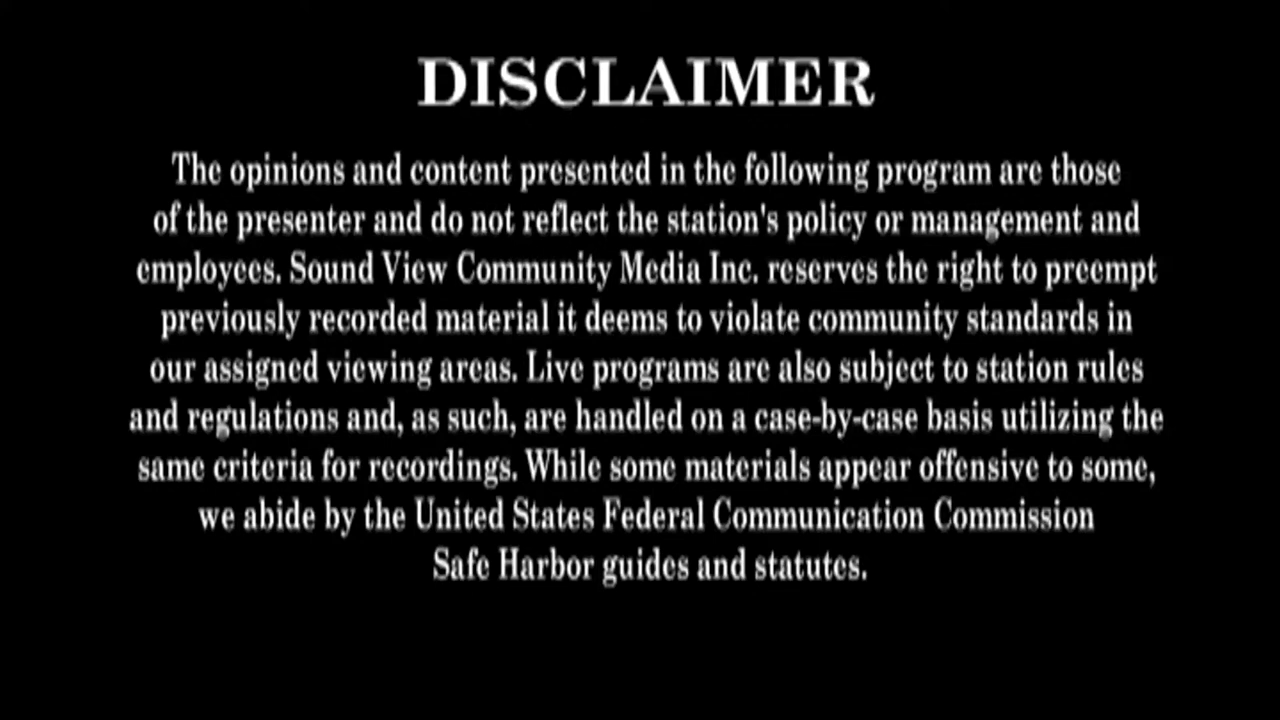 DISCLAIMER
The opinions and content presented in the following program are those
of the presenter and do not reflect the station's policy or management and
employees. Sound View Community Media Inc. reserves the right to preempt
previously recorded material it deems to violate community standards in
our assigned viewing areas. Live programs are also subject to station rules
and regulations and, as such, are handled on a case-by-case basis utilizing the
same criteria for recordings. While some materials appear offensive to some,
we abide by the United States Federal Communication Commission
Safe Harbor guides and statutes.